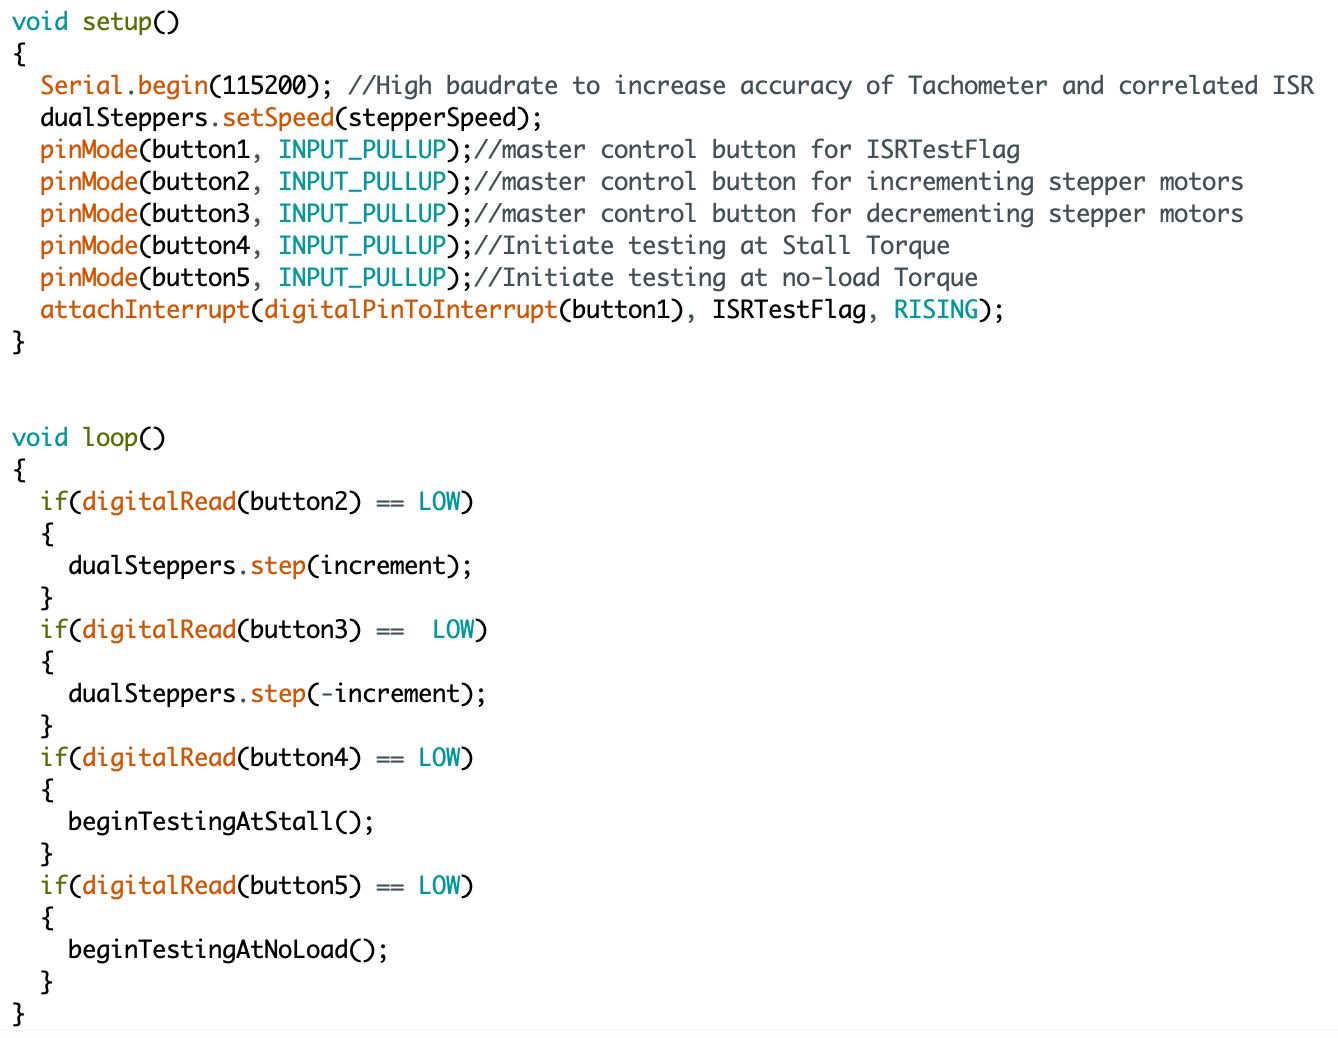 void setup()
{
  Serial.begin(115200); //High baudrate to increase accuracy of Tachometer and correlated ISR
  dualSteppers.setSpeed(stepperSpeed);
  pinMode(button1, INPUT_PULLUP);//master control button for ISRTestFlag
  pinMode(button2, INPUT_PULLUP);//master control button for incrementing stepper motors
  pinMode(button3, INPUT_PULLUP);//master control button for decrementing stepper motors
  pinMode(button4, INPUT_PULLUP);//Initiate testing at Stall Torque
  pinMode(button5, INPUT_PULLUP);//Initiate testing at no-load Torque
  attachInterrupt(digitalPinToInterrupt(button1), ISRTestFlag, RISING);
}
void loop()
{
  if(digitalRead(button2) == LOW)
  {
    dualSteppers.step(increment);
  }
  if(digitalRead(button3) ==  LOW)
  {
    dualSteppers.step(-increment);
  }
  if(digitalRead(button4) == LOW)
  {
    beginTestingAtStall();
  }
  if(digitalRead(button5) == LOW)
  {
    beginTestingAtNoLoad();
  }
}